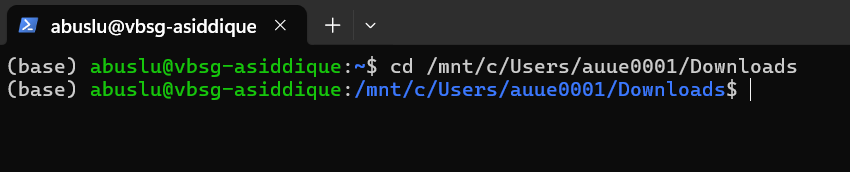 abuslu@vbsg-asiddique
(base) abuslu@vbsg-asiddique:~$ cd /mnt/c/Users/auue0001/Downloads
(base) abuslu@vbsg-asiddique:/mnt/c/Users/auue0001/Downloads$